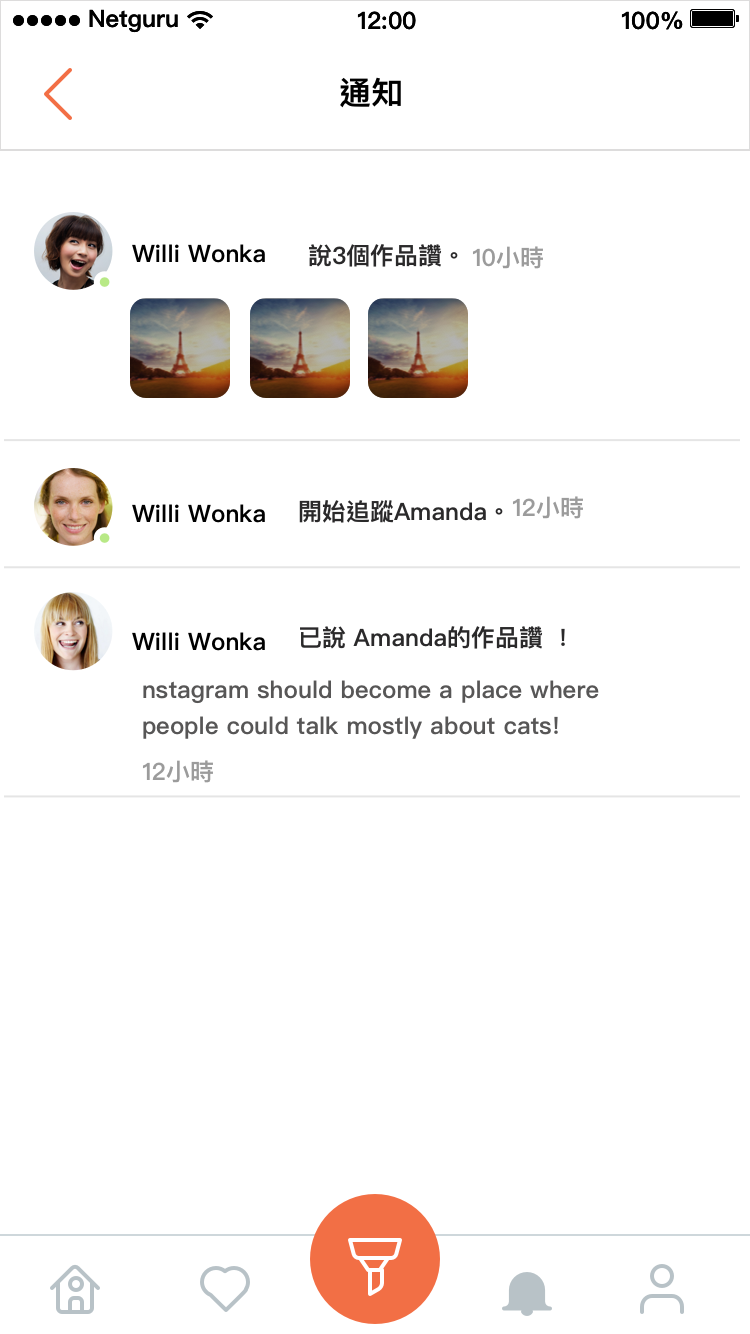 Netguru 12:00 100%
通知
Willi Wonka 說3個作品讚。 10小時
Willi Wonka 開始追蹤Amanda。 12小時
Willi Wonka 已說 Amanda的作品讚 ！
nstagram should become a place where
people could talk mostly about cats!
12小時